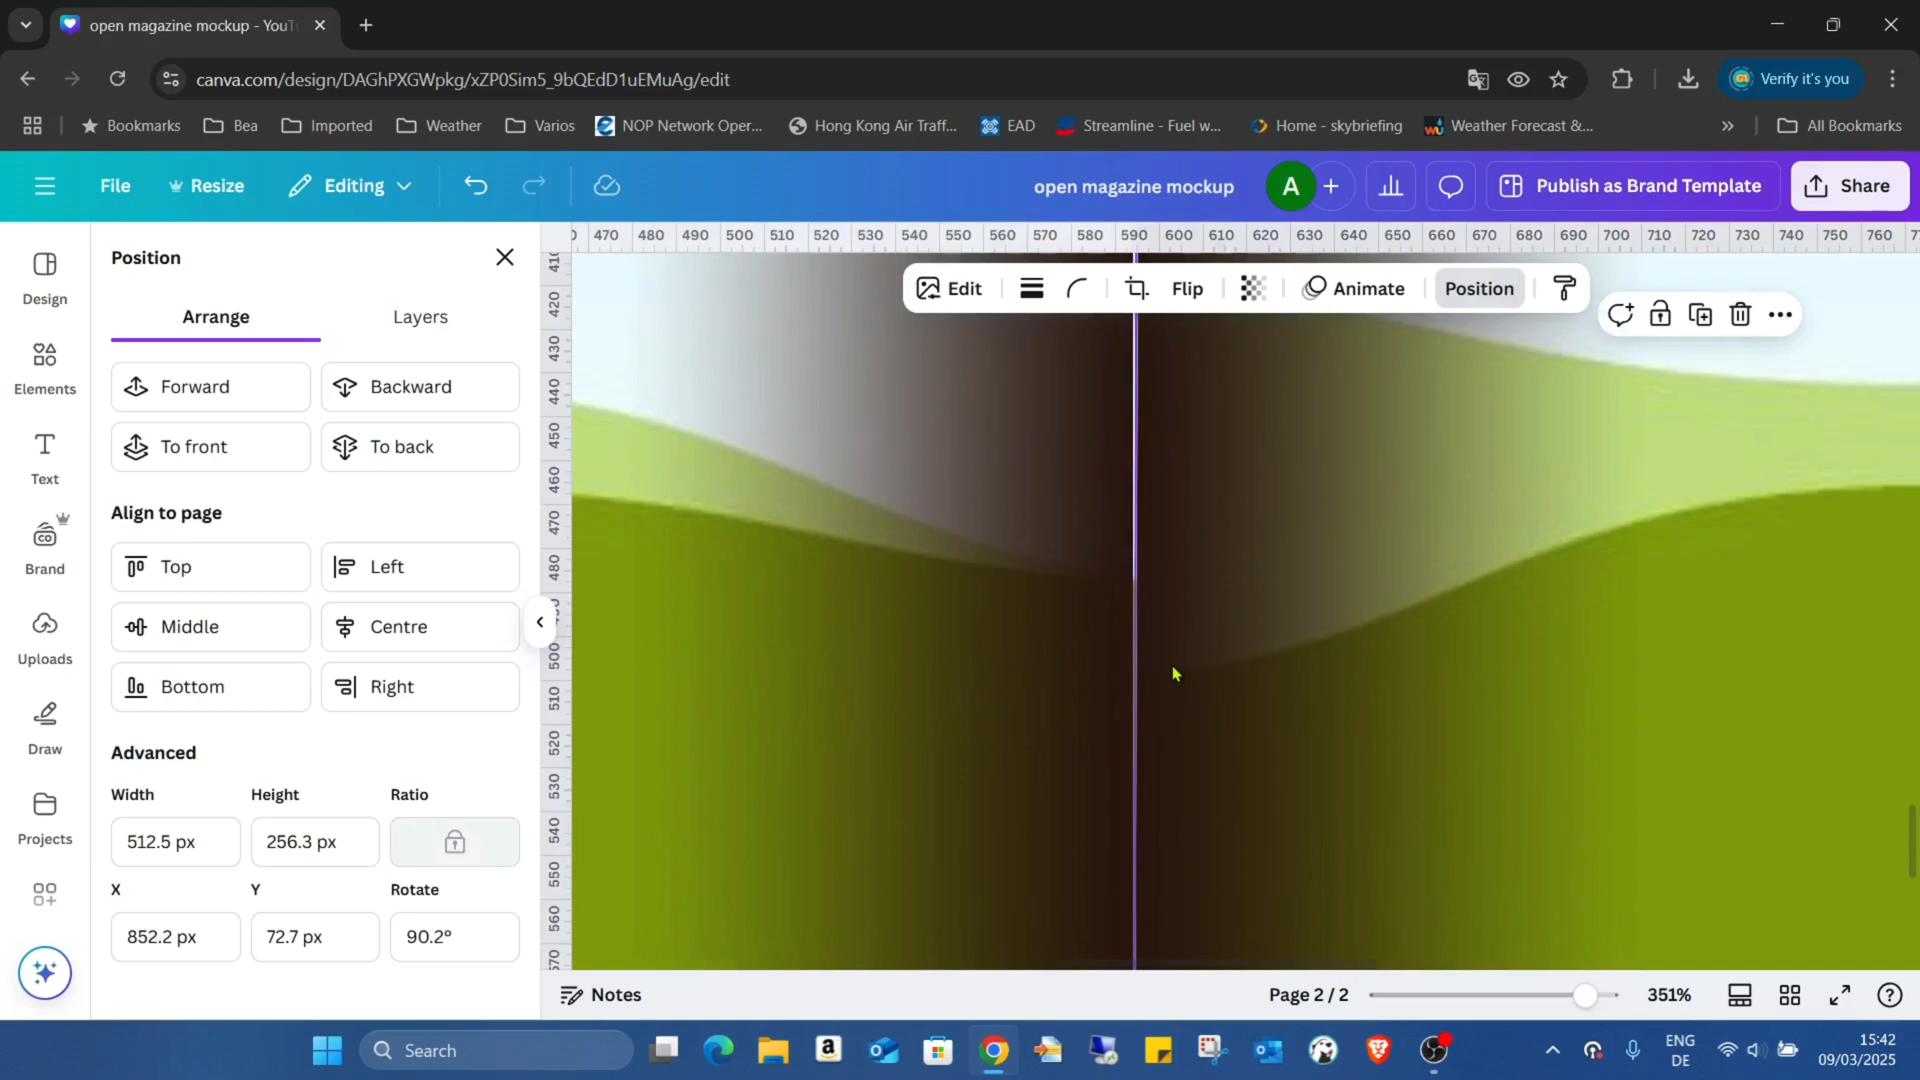 open magazine mockup - YouT
canva.com/design/DAGhPXGWpkg/xZP0Sim5_9bQEdD1uEMuAg/edit
Verify it's you
Bookmarks
Bea
Imported
Weather
Varios
NOP Network Oper...
Hong Kong Air Traff...
EAD
Streamline - Fuel w...
Home - skybriefing
Weather Forecast &...
All Bookmarks
File
Resize
Editing
open magazine mockup
A
Publish as Brand Template
Share
Design
Elements
Text
Brand
Uploads
Draw
Projects
Position
Arrange
Layers
Forward
Backward
To front
To back
Align to page
Top
Left
Middle
Centre
Bottom
Right
Advanced
Width
Height
Ratio
512.5 px
256.3 px
X
Y
Rotate
852.2 px
72.7 px
90.2°
470 480 490 500 510 520 530 540 550 560 570 580 590 600 610 620 630 640 650 660 670 680 690 700 710 720 730 740 750 760
420
430
440
450
460
470
480
500
510
520
530
540
550
560
570
Edit
Flip
Animate
Position
Notes
Page 2 / 2
351%
Search
ENG
DE
15:42
09/03/2025